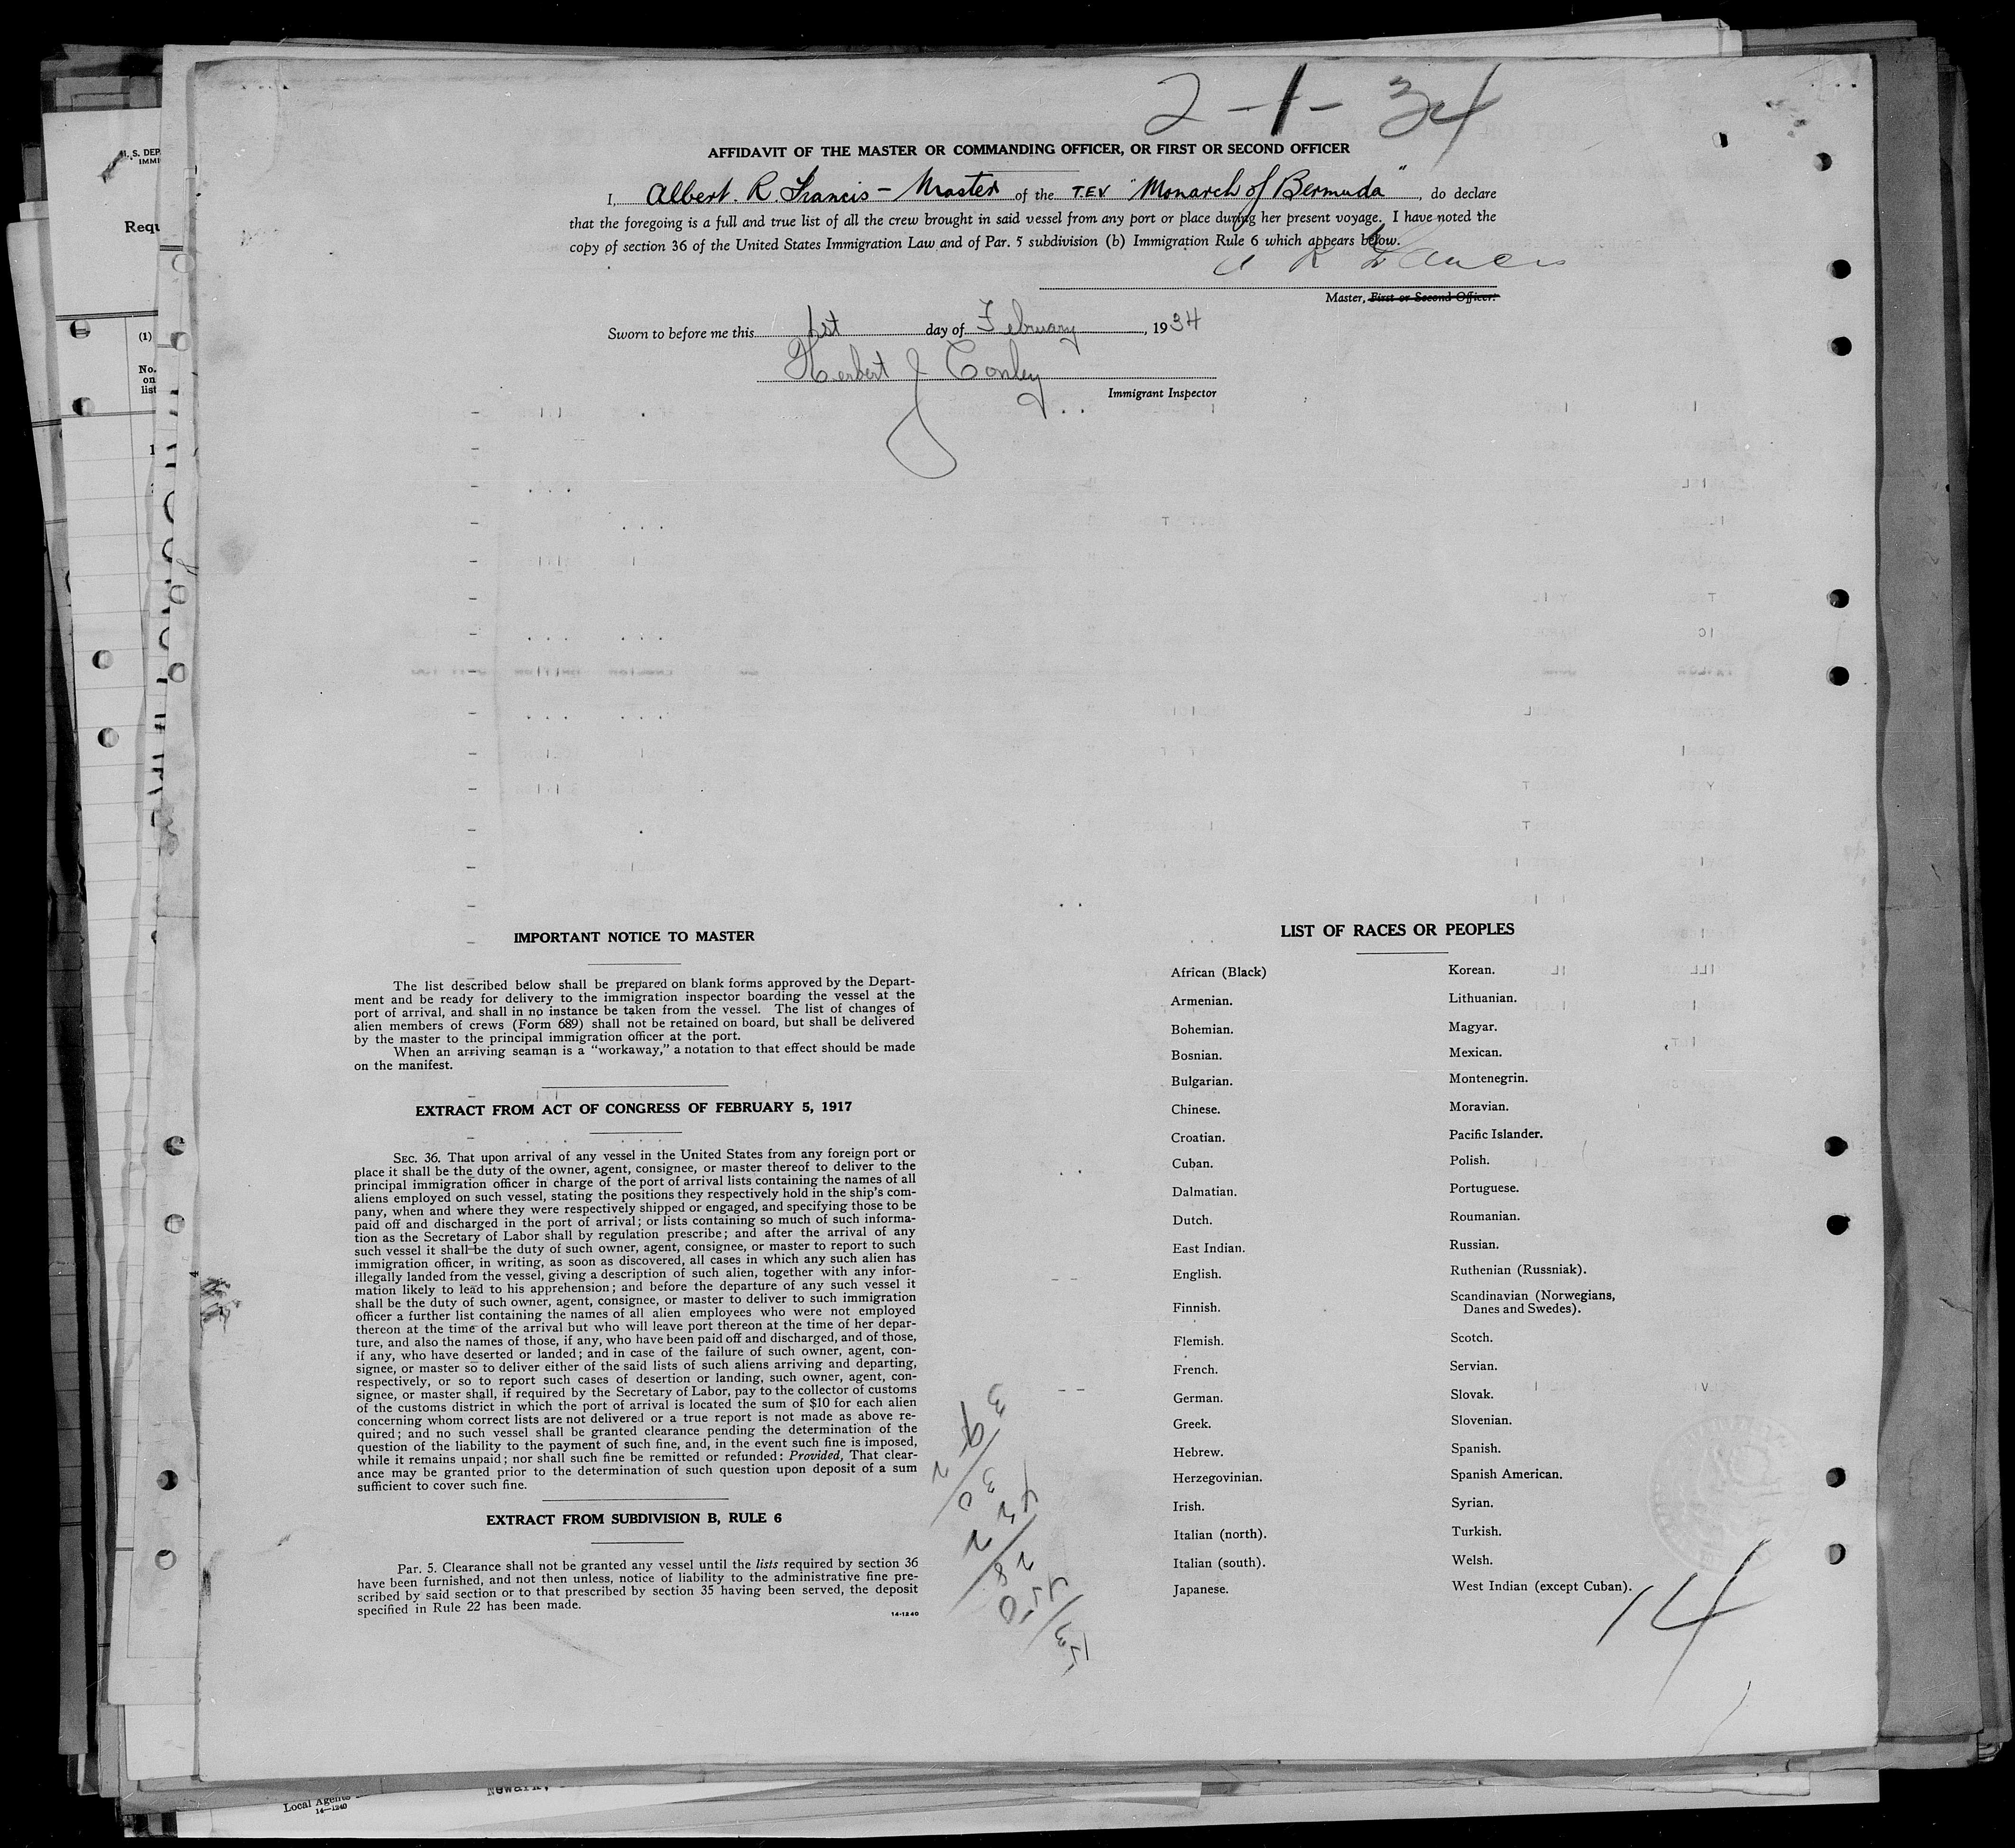 2-1-34
AFFIDAVIT OF THE MASTER OR COMMANDING OFFICER, OR FIRST OR SECOND OFFICER
I, Albert. R. Francis - Master of the T.E.V "Monarch of Bermuda", do declare
that the foregoing is a full and true list of all the crew brought in said vessel from any port or place during her present voyage. I have noted the
copy of section 36 of the United States Immigration Law and of Par. 5 subdivision (b) Immigration Rule 6 which appears below.
A R Francis
Master, First or Second Officer.
Sworn to before me this 1st day of February, 1934
Herbert J Conley
Immigrant Inspector
IMPORTANT NOTICE TO MASTER
The list described below shall be prepared on blank forms approved by the Depart-
ment and be ready for delivery to the immigration inspector boarding the vessel at the
port of arrival, and shall in no instance be taken from the vessel. The list of changes of
alien members of crews (Form 689) shall not be retained on board, but shall be delivered
by the master to the principal immigration officer at the port.
When an arriving seaman is a "workaway," a notation to that effect should be made
on the manifest.
EXTRACT FROM ACT OF CONGRESS OF FEBRUARY 5, 1917
SEC. 36. That upon arrival of any vessel in the United States from any foreign port or
place it shall be the duty of the owner, agent, consignee, or master thereof to deliver to the
principal immigration officer in charge of the port of arrival lists containing the names of all
aliens employed on such vessel, stating the positions they respectively hold in the ship's com-
pany, when and where they were respectively shipped or engaged, and specifying those to be
paid off and discharged in the port of arrival; or lists containing so much of such informa-
tion as the Secretary of Labor shall by regulation prescribe; and after the arrival of any
such vessel it shall be the duty of such owner, agent, consignee, or master to report to such
immigration officer, in writing, as soon as discovered, all cases in which any such alien has
illegally landed from the vessel, giving a description of such alien, together with any infor-
mation likely to lead to his apprehension; and before the departure of any such vessel it
shall be the duty of such owner, agent, consignee, or master to deliver to such immigration
officer a further list containing the names of all alien employees who were not employed
thereon at the time of the arrival but who will leave port thereon at the time of her depar-
ture, and also the names of those, if any, who have been paid off and discharged, and of those,
if any, who have deserted or landed; and in case of the failure of such owner, agent, con-
signee, or master so to deliver either of the said lists of such aliens arriving and departing,
respectively, or so to report such cases of desertion or landing, such owner, agent, con-
signee, or master shall, if required by the Secretary of Labor, pay to the collector of customs
of the customs district in which the port of arrival is located the sum of $10 for each alien
concerning whom correct lists are not delivered or a true report is not made as above re-
quired; and no such vessel shall be granted clearance pending the determination of the
question of the liability to the payment of such fine, and, in the event such fine is imposed,
while it remains unpaid; nor shall such fine be remitted or refunded: Provided, That clear-
ance may be granted prior to the determination of such question upon deposit of a sum
sufficient to cover such fine.
EXTRACT FROM SUBDIVISION B, RULE 6
Par. 5. Clearance shall not be granted any vessel until the lists required by section 36
have been furnished, and not then unless, notice of liability to the administrative fine pre-
scribed by said section or to that prescribed by section 35 having been served, the deposit
specified in Rule 22 has been made.
14-1240
LIST OF RACES OR PEOPLES
African (Black)
Armenian.
Bohemian.
Bosnian.
Bulgarian.
Chinese.
Croatian.
Cuban.
Dalmatian.
Dutch.
East Indian.
English.
Finnish.
Flemish.
French.
German.
Greek.
Hebrew.
Herzegovinian.
Irish.
Italian (north).
Italian (south).
Japanese.
Korean.
Lithuanian.
Magyar.
Mexican.
Montenegrin.
Moravian.
Pacific Islander.
Polish.
Portuguese.
Roumanian.
Russian.
Ruthenian (Russniak).
Scandinavian (Norwegians,
Danes and Swedes).
Scotch.
Servian.
Slovak.
Slovenian.
Spanish.
Spanish American.
Syrian.
Turkish.
Welsh.
West Indian (except Cuban).
14
(1)
No.
on
list
Local Agents
14-1240
Newark,